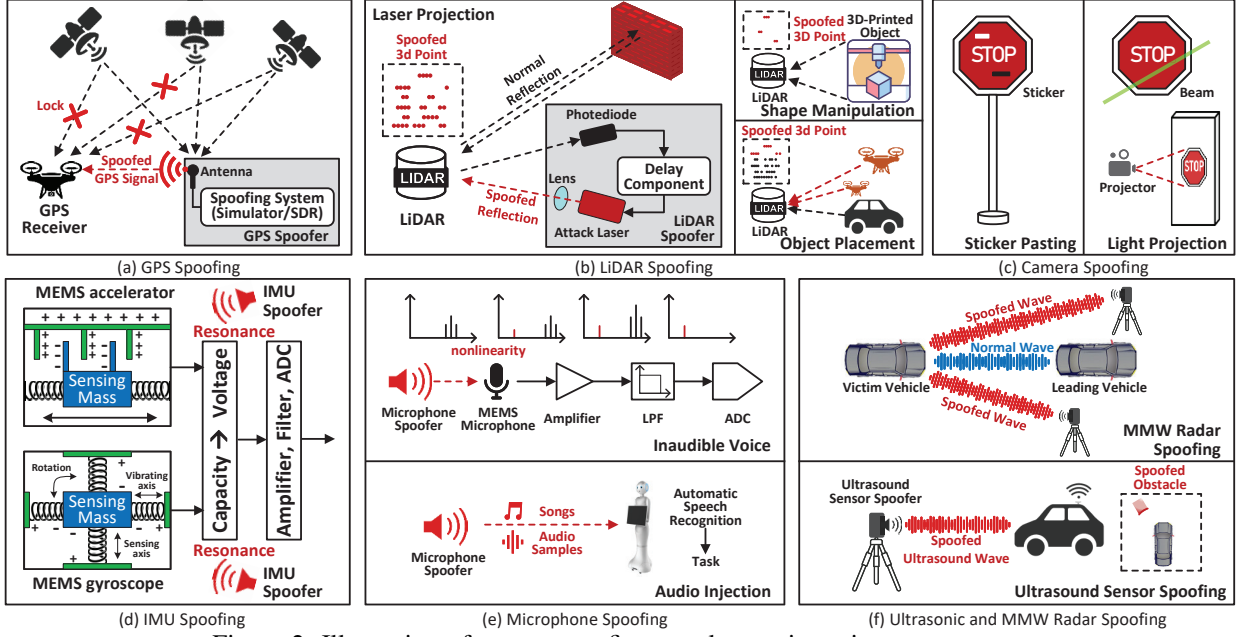 Lock
Spoofed
GPS Signal
Antenna
GPS
Receiver
Spoofing System
(Simulator/SDR)
GPS Spoofer
(a) GPS Spoofing
Laser Projection
Spoofed
3d Point
Normal
Reflection
LIDAR
LiDAR
Photediode
Delay
Component
Lens
Spoofed
Reflection
Attack Laser
LiDAR
Spoofer
Spoofed
3D Point
3D-Printed
Object
LIDAR
LiDAR
Shape Manipulation
Spoofed 3d Point
LIDAR
LiDAR
Object Placement
(b) LiDAR Spoofing
STOP
Sticker
Sticker Pasting
STOP
Beam
Projector
STOP
Light Projection
(c) Camera Spoofing
MEMS accelerator
+ + + + + + + + + + +
+ + + +
+ - - + + - - +
+ - - + + - - +
Sensing
Mass
IMU
Spoofer
Resonance
Capacity → Voltage
Amplifier, Filter, ADC
Rotation
+
-
Vibrating
axis
Sensing
Mass
+ - - +
Sensing
axis
-
+
MEMS gyroscope
Resonance
IMU
Spoofer
(d) IMU Spoofing
nonlinearity
Microphone
Spoofer
MEMS
Microphone
Amplifier
LPF
ADC
Inaudible Voice
Songs
Audio
Samples
Microphone
Spoofer
Automatic
Speech
Recognition
Task
Audio Injection
(e) Microphone Spoofing
Spoofed Wave
Normal Wave
Victim Vehicle
Leading Vehicle
Spoofed Wave
MMW Radar
Spoofing
Ultrasound
Sensor Spoofer
Spoofed
Ultrasound Wave
Spoofed
Obstacle
Ultrasound Sensor Spoofing
(f) Ultrasonic and MMW Radar Spoofing